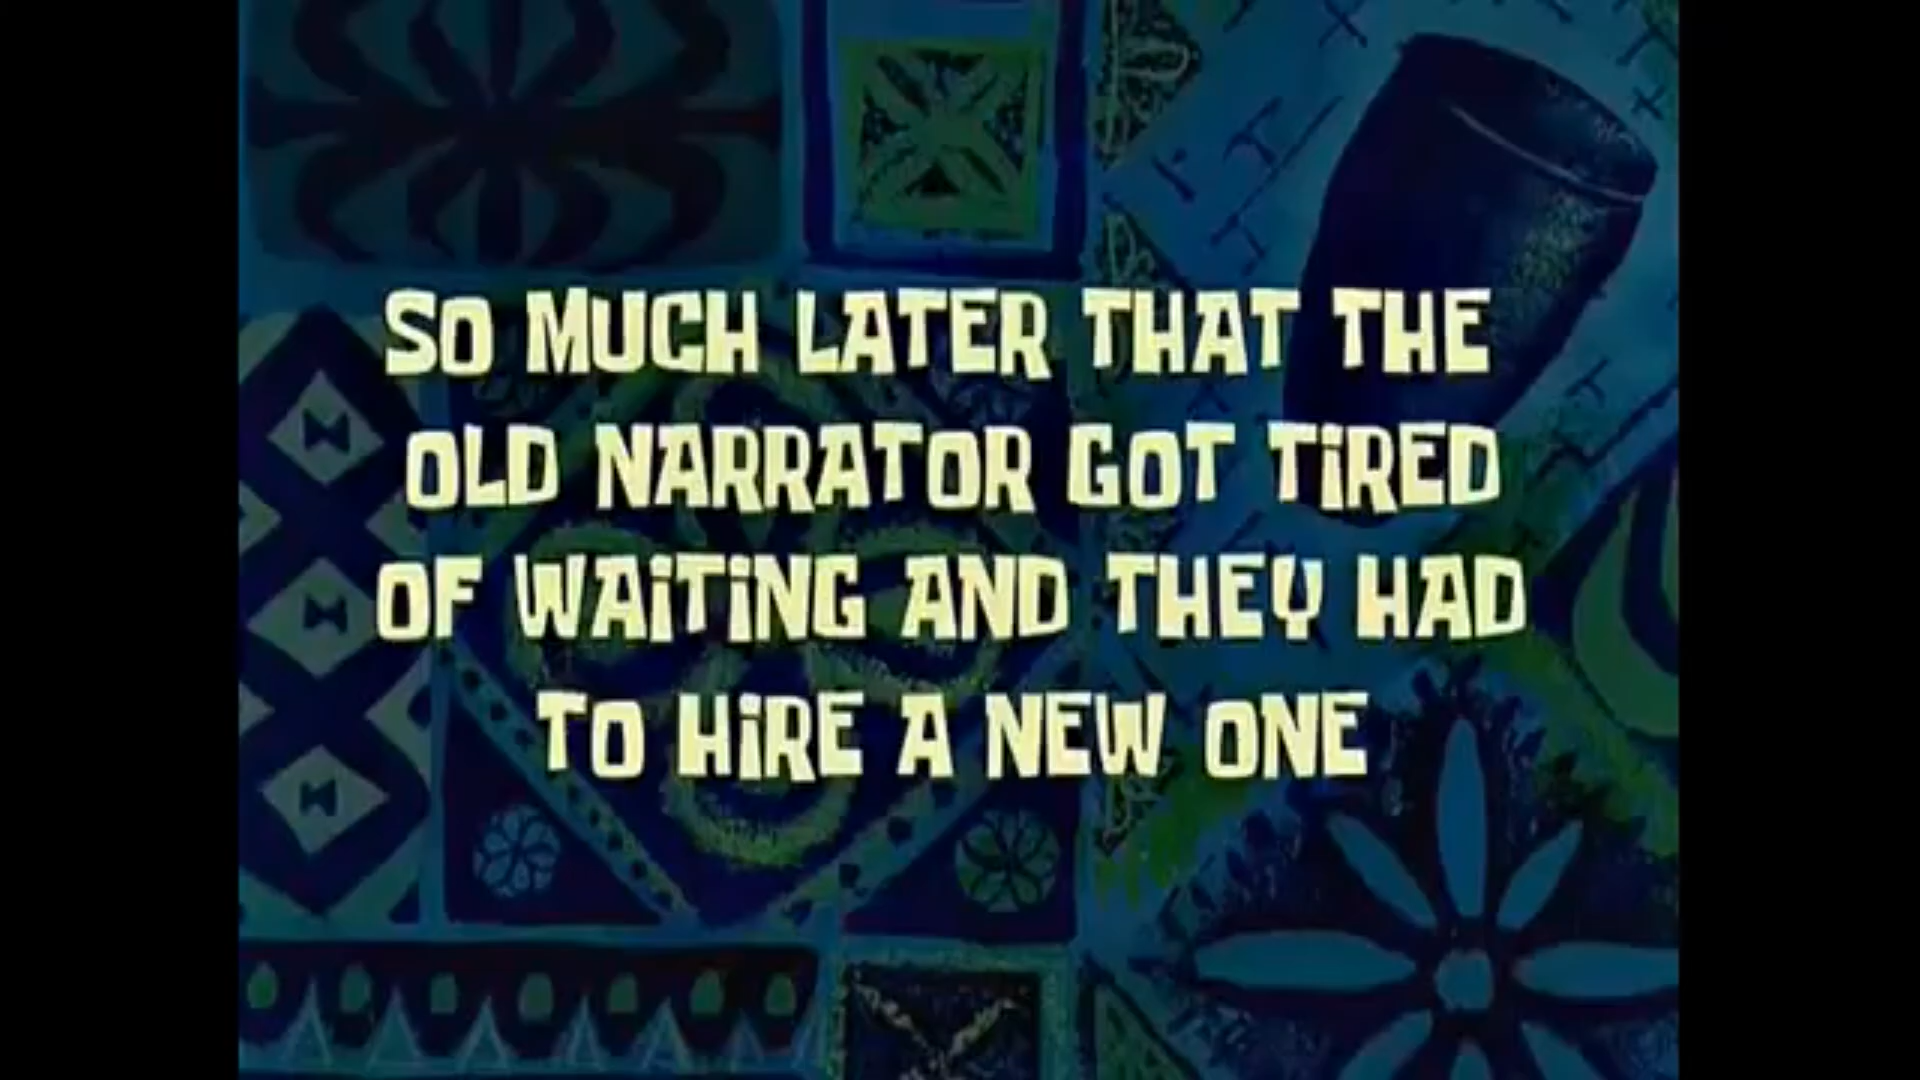 SO MUCH LATER THAT THE
OLD NARRATOR GOT TiRED
OF WAiTiNG AND THEY HAD
TO HiRE A NEW ONE